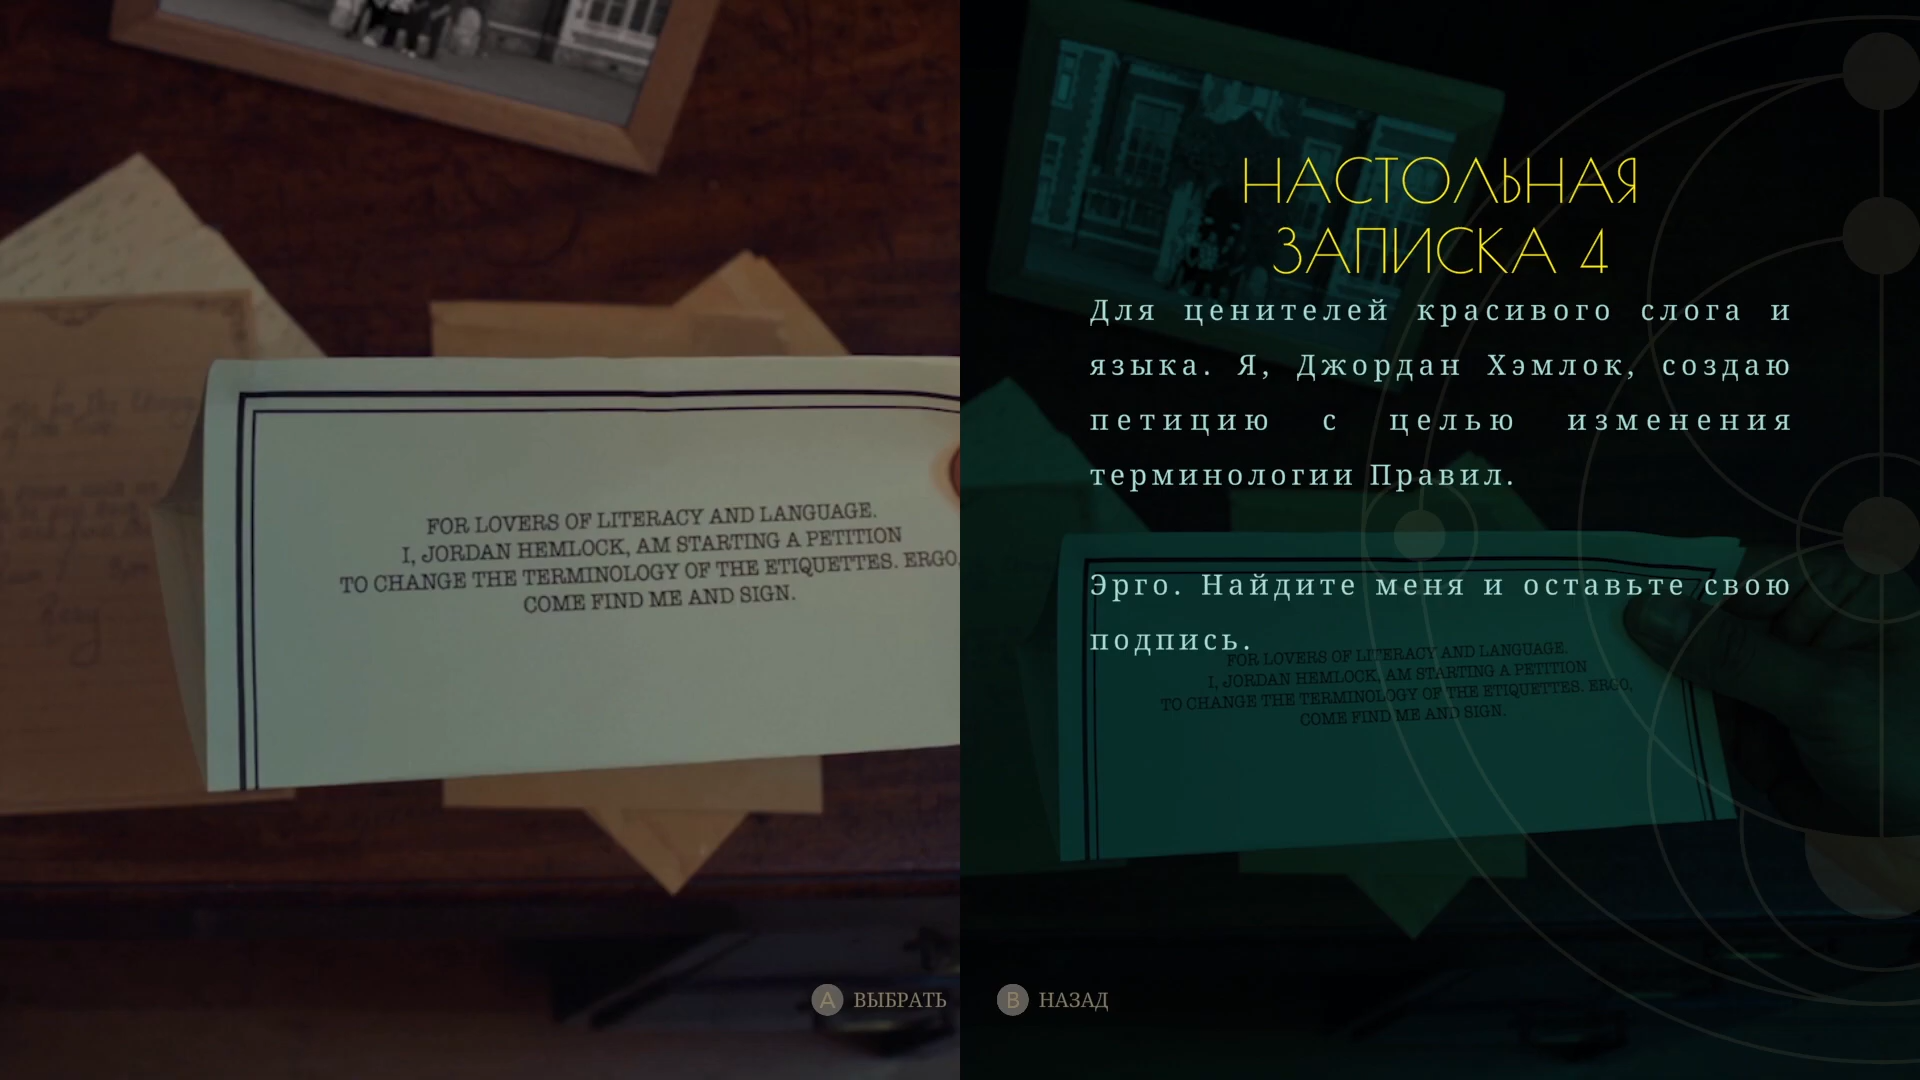 FOR LOVERS OF LITERACY AND LANGUAGE.
I, JORDAN HEMLOCK, AM STARTING A PETITION
TO CHANGE THE TERMINOLOGY OF THE ETIQUETTES. ERGO,
COME FIND ME AND SIGN.
НАСТОЛЬНАЯ
ЗАПИСКА 4
Для ценителей красивого слога и
языка. Я, Джордан Хэмлок, создаю
петицию с целью изменения
терминологии Правил.
Эрго. Найдите меня и оставьте свою
подпись.
FOR LOVERS OF LITERACY AND LANGUAGE.
I, JORDAN HEMLOCK, AM STARTING A PETITION
TO CHANGE THE TERMINOLOGY OF THE ETIQUETTES. ERGO,
COME FIND ME AND SIGN.
A ВЫБРАТЬ
B НАЗАД